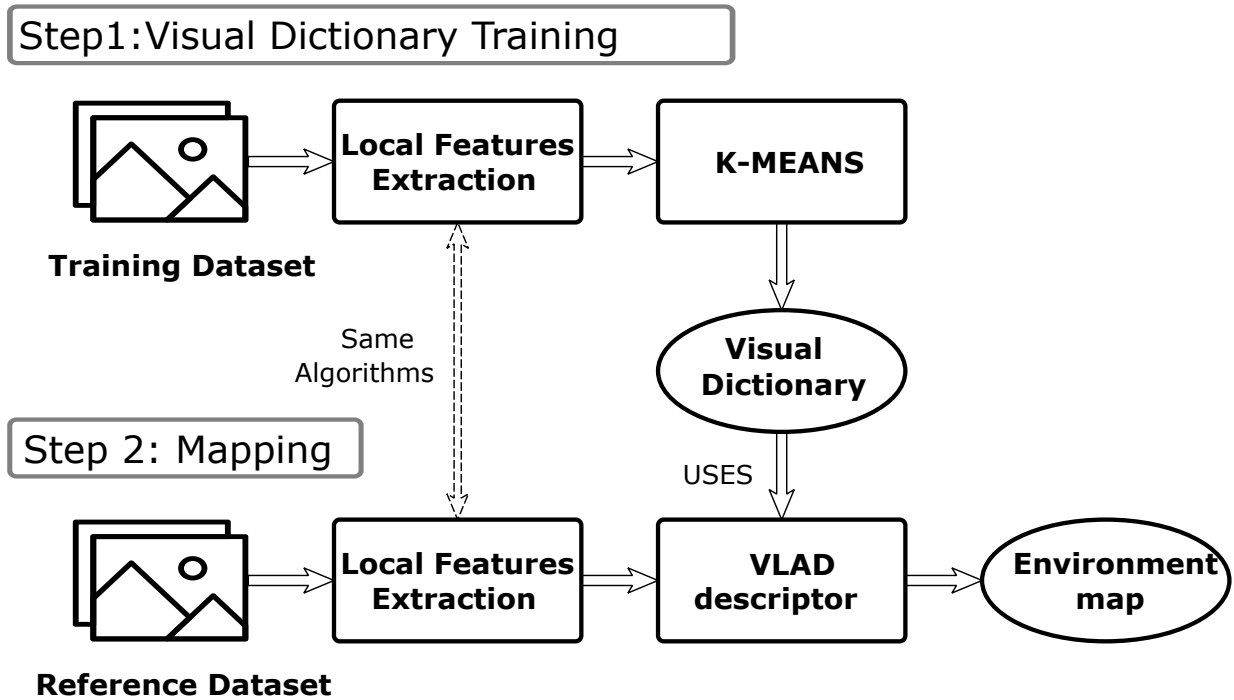 Step1:Visual Dictionary Training
Local Features
Extraction
K-MEANS
Training Dataset
Same
Algorithms
Visual
Dictionary
Step 2: Mapping
USES
Local Features
Extraction
VLAD
descriptor
Environment
map
Reference Dataset